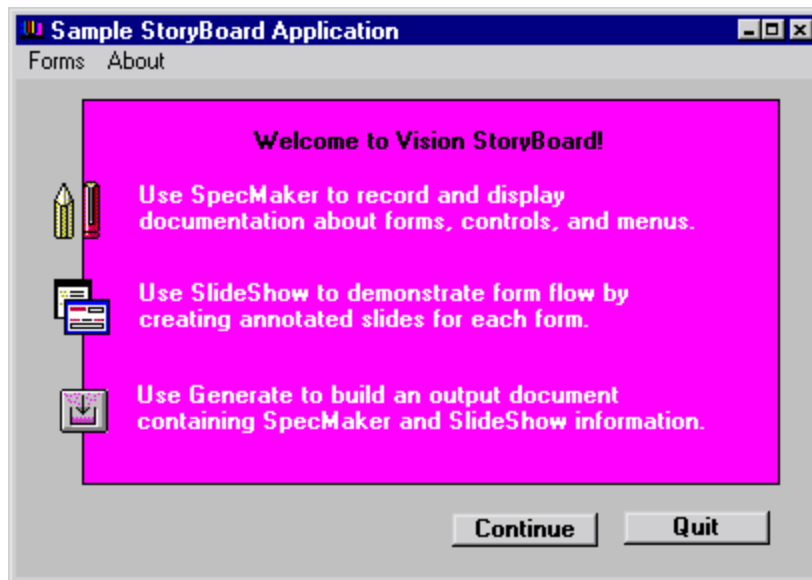 Sample StoryBoard Application
Forms About
Welcome to Vision StoryBoard!
Use SpecMaker to record and display
documentation about forms, controls, and menus.
Use SlideShow to demonstrate form flow by
creating annotated slides for each form.
Use Generate to build an output document
containing SpecMaker and SlideShow information.
Continue Quit